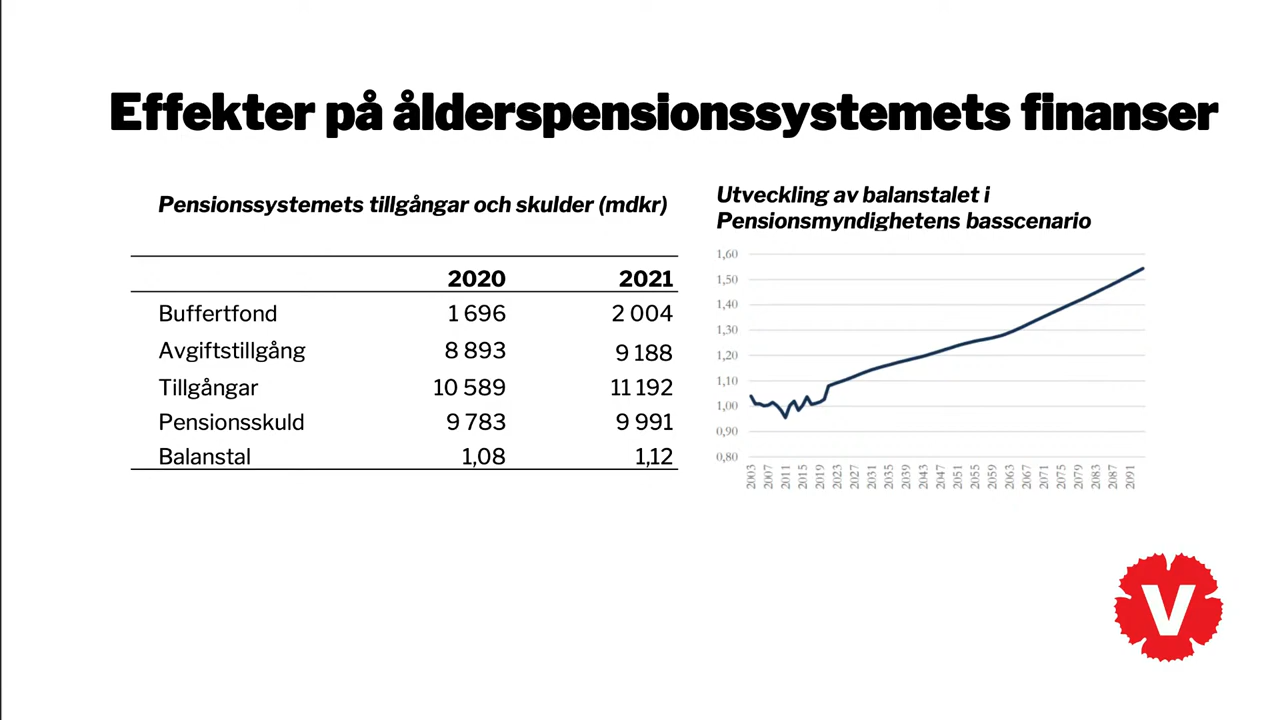 Effekter på ålderspensionssystemets finanser
Pensionssystemets tillgångar och skulder (mdkr)
2020 2021
Buffertfond 1 696 2 004
Avgiftstillgång 8 893 9 188
Tillgångar 10 589 11 192
Pensionsskuld 9 783 9 991
Balanstal 1,08 1,12
Utveckling av balanstalet i
Pensionsmyndighetens basscenario
1,60
1,50
1,40
1,30
1,20
1,10
1,00
0,90
0,80
2003 2007 2011 2015 2019 2023 2027 2031 2035 2039 2043 2047 2051 2055 2059 2063 2067 2071 2075 2079 2083 2087 2091
V